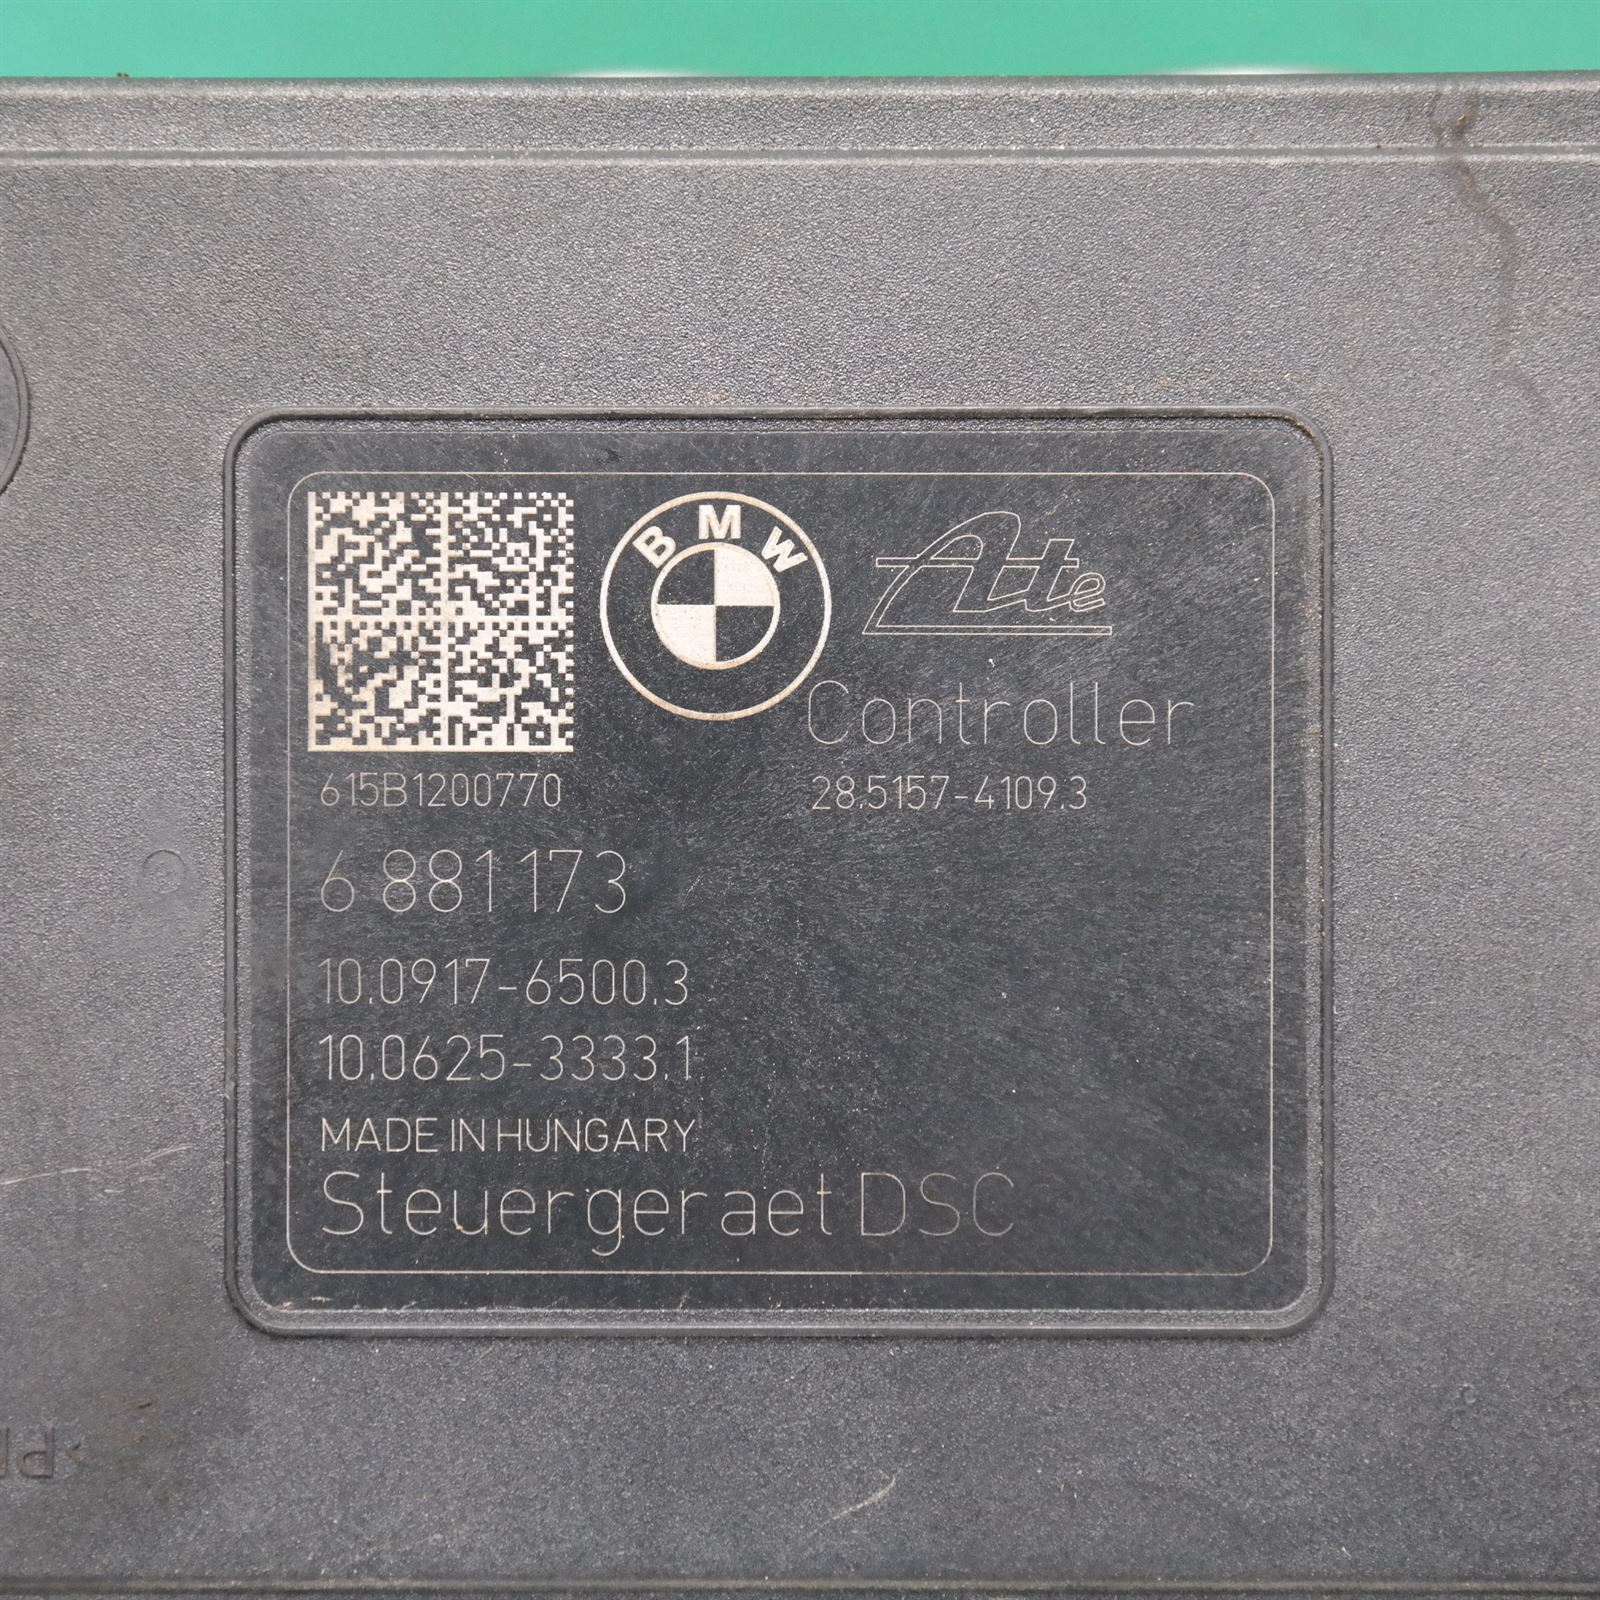 BMW
Ate
Controller
615B1200770
28.5157-4109.3
6 881 173
10.0917-6500.3
10.0625-3333.1
MADE IN HUNGARY
Steuergeraet DSC